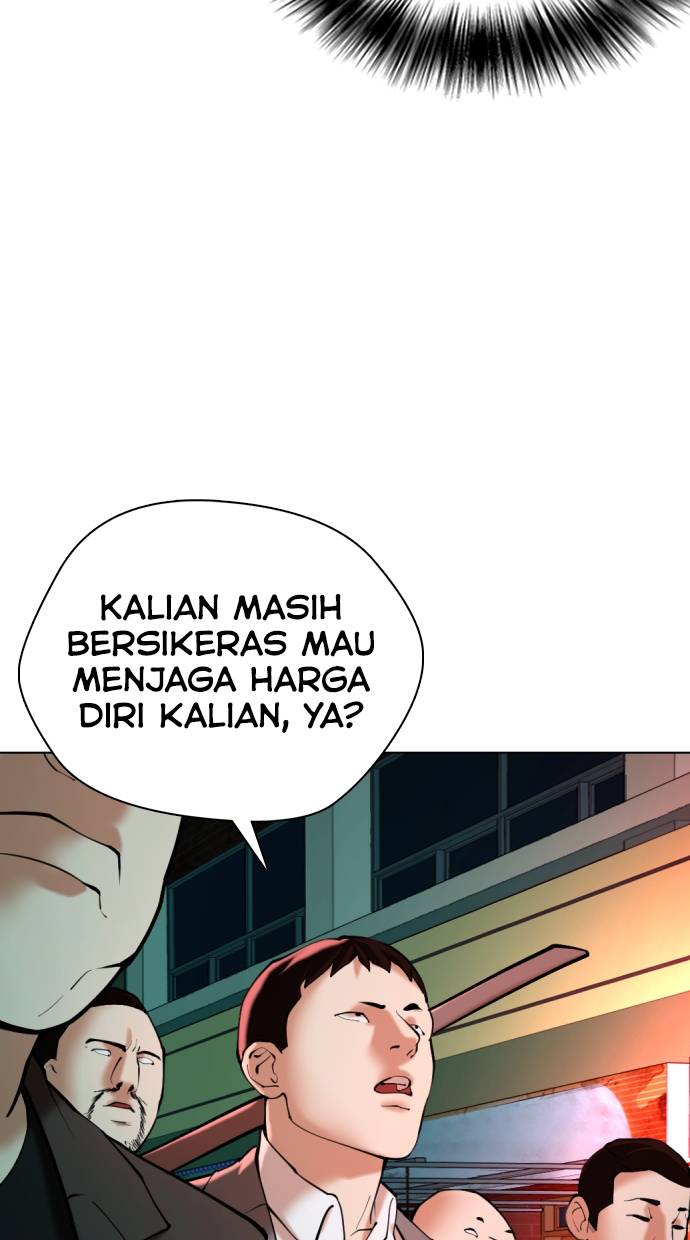 KALIAN MASIH
BERSIKERAS MAU
MENJAGA HARGA
DIRI KALIAN, YA?